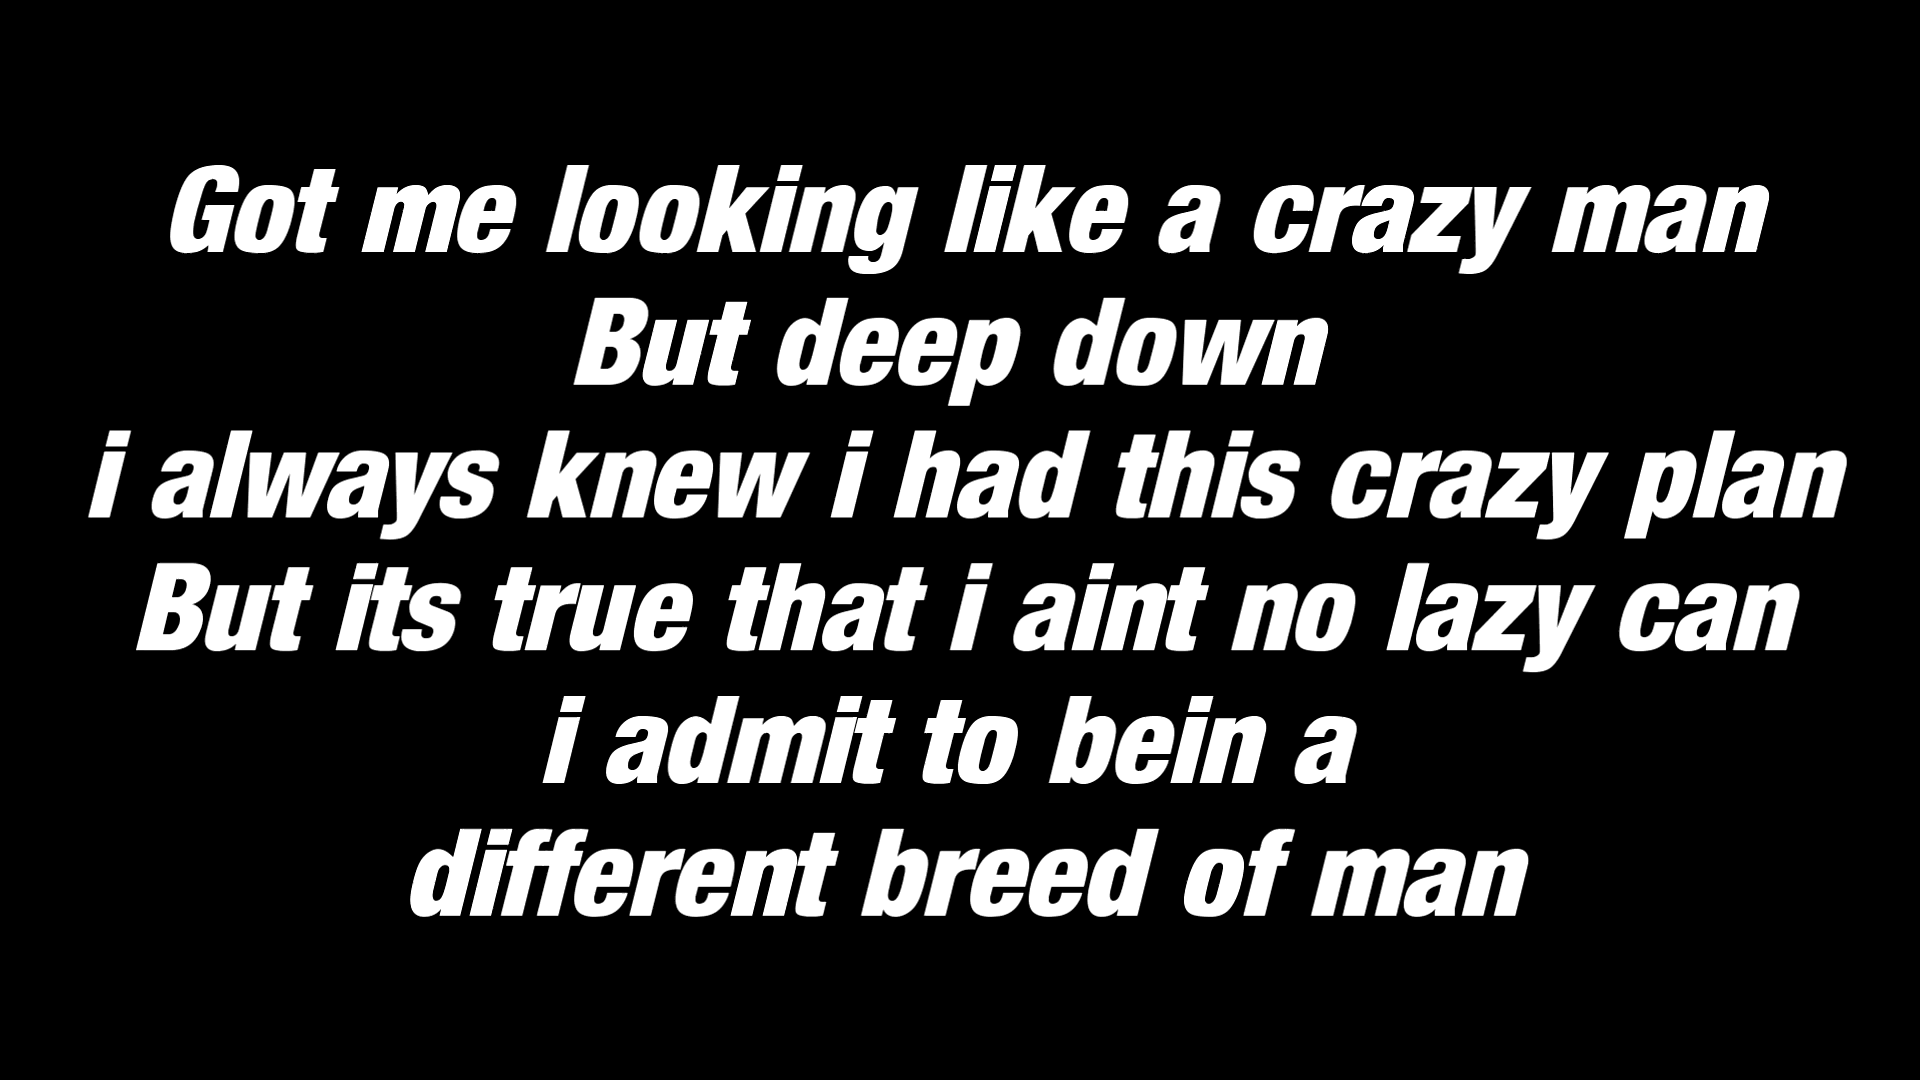 Got me looking like a crazy man
But deep down
i always knew i had this crazy plan
But its true that i aint no lazy can
i admit to bein a
different breed of man